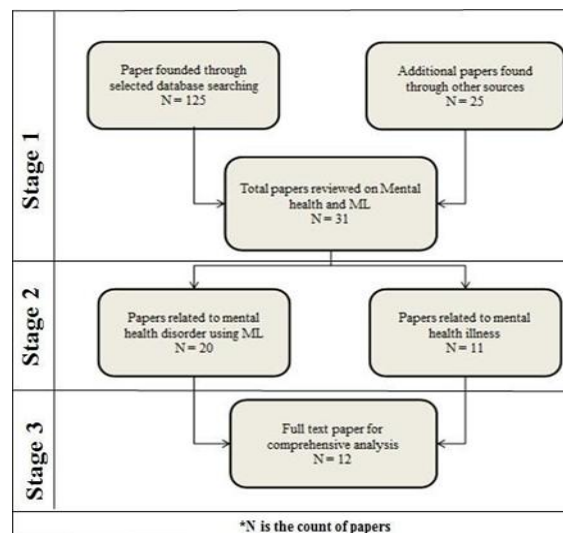 Stage 1
Paper founded through
selected database searching
N = 125
Additional papers found
through other sources
N = 25
Total papers reviewed on Mental
health and ML
N = 31
Stage 2
Papers related to mental
health disorder using ML
N = 20
Papers related to mental
health illness
N = 11
Stage 3
Full text paper for
comprehensive analysis
N = 12
*N is the count of papers